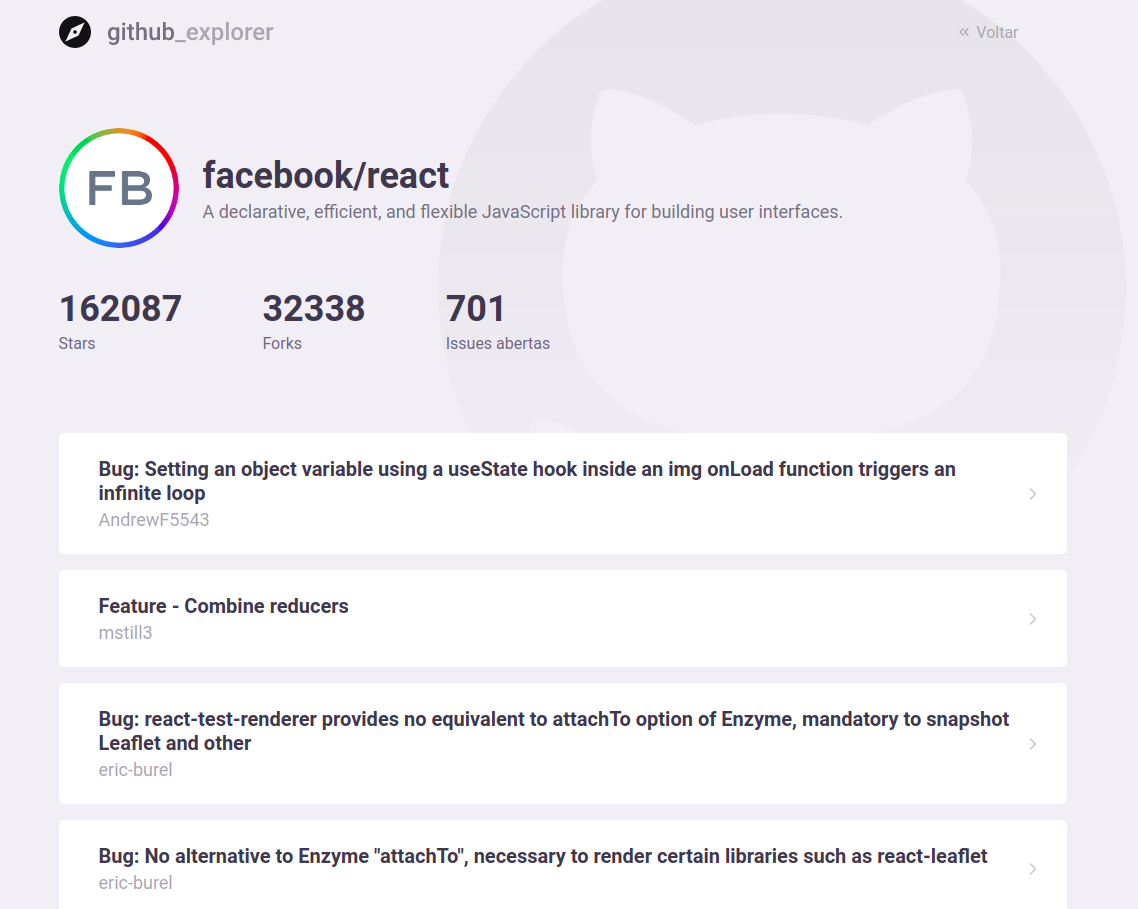 github_explorer
« Voltar
FB
facebook/react
A declarative, efficient, and flexible JavaScript library for building user interfaces.
162087 32338 701
Stars Forks Issues abertas
Bug: Setting an object variable using a useState hook inside an img onLoad function triggers an
infinite loop
AndrewF5543
Feature - Combine reducers
mstill3
Bug: react-test-renderer provides no equivalent to attachTo option of Enzyme, mandatory to snapshot
Leaflet and other
eric-burel
Bug: No alternative to Enzyme "attachTo", necessary to render certain libraries such as react-leaflet
eric-burel